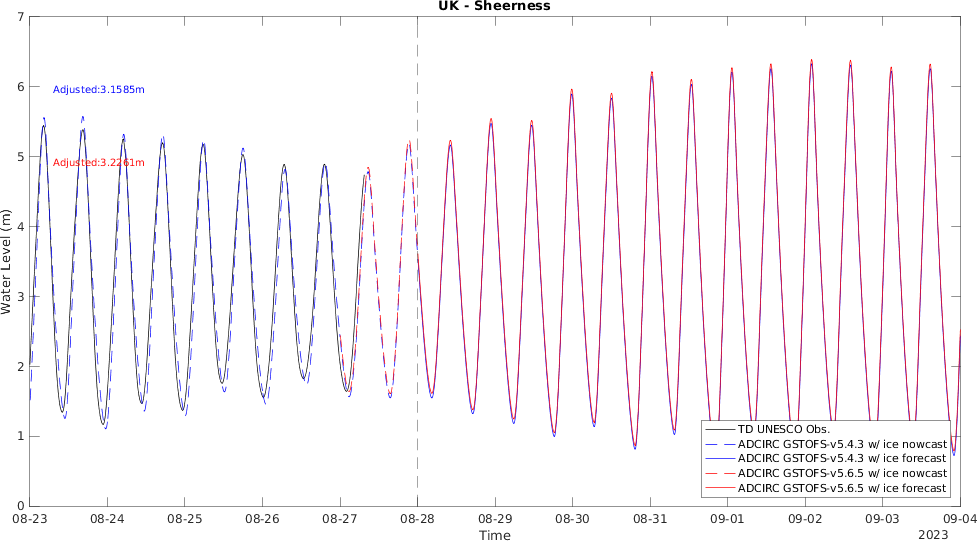 UK - Sheerness
7
6
5
4
3
2
1
0
Water Level (m)
Adjusted:3.1585m
Adjusted:3.2261m
TD UNESCO Obs.
ADCIRC GSTOFS-v5.4.3 w/ ice nowcast
ADCIRC GSTOFS-v5.4.3 w/ ice forecast
ADCIRC GSTOFS-v5.6.5 w/ ice nowcast
ADCIRC GSTOFS-v5.6.5 w/ ice forecast
08-23 08-24 08-25 08-26 08-27 08-28 08-29 08-30 08-31 09-01 09-02 09-03 09-04
Time
2023